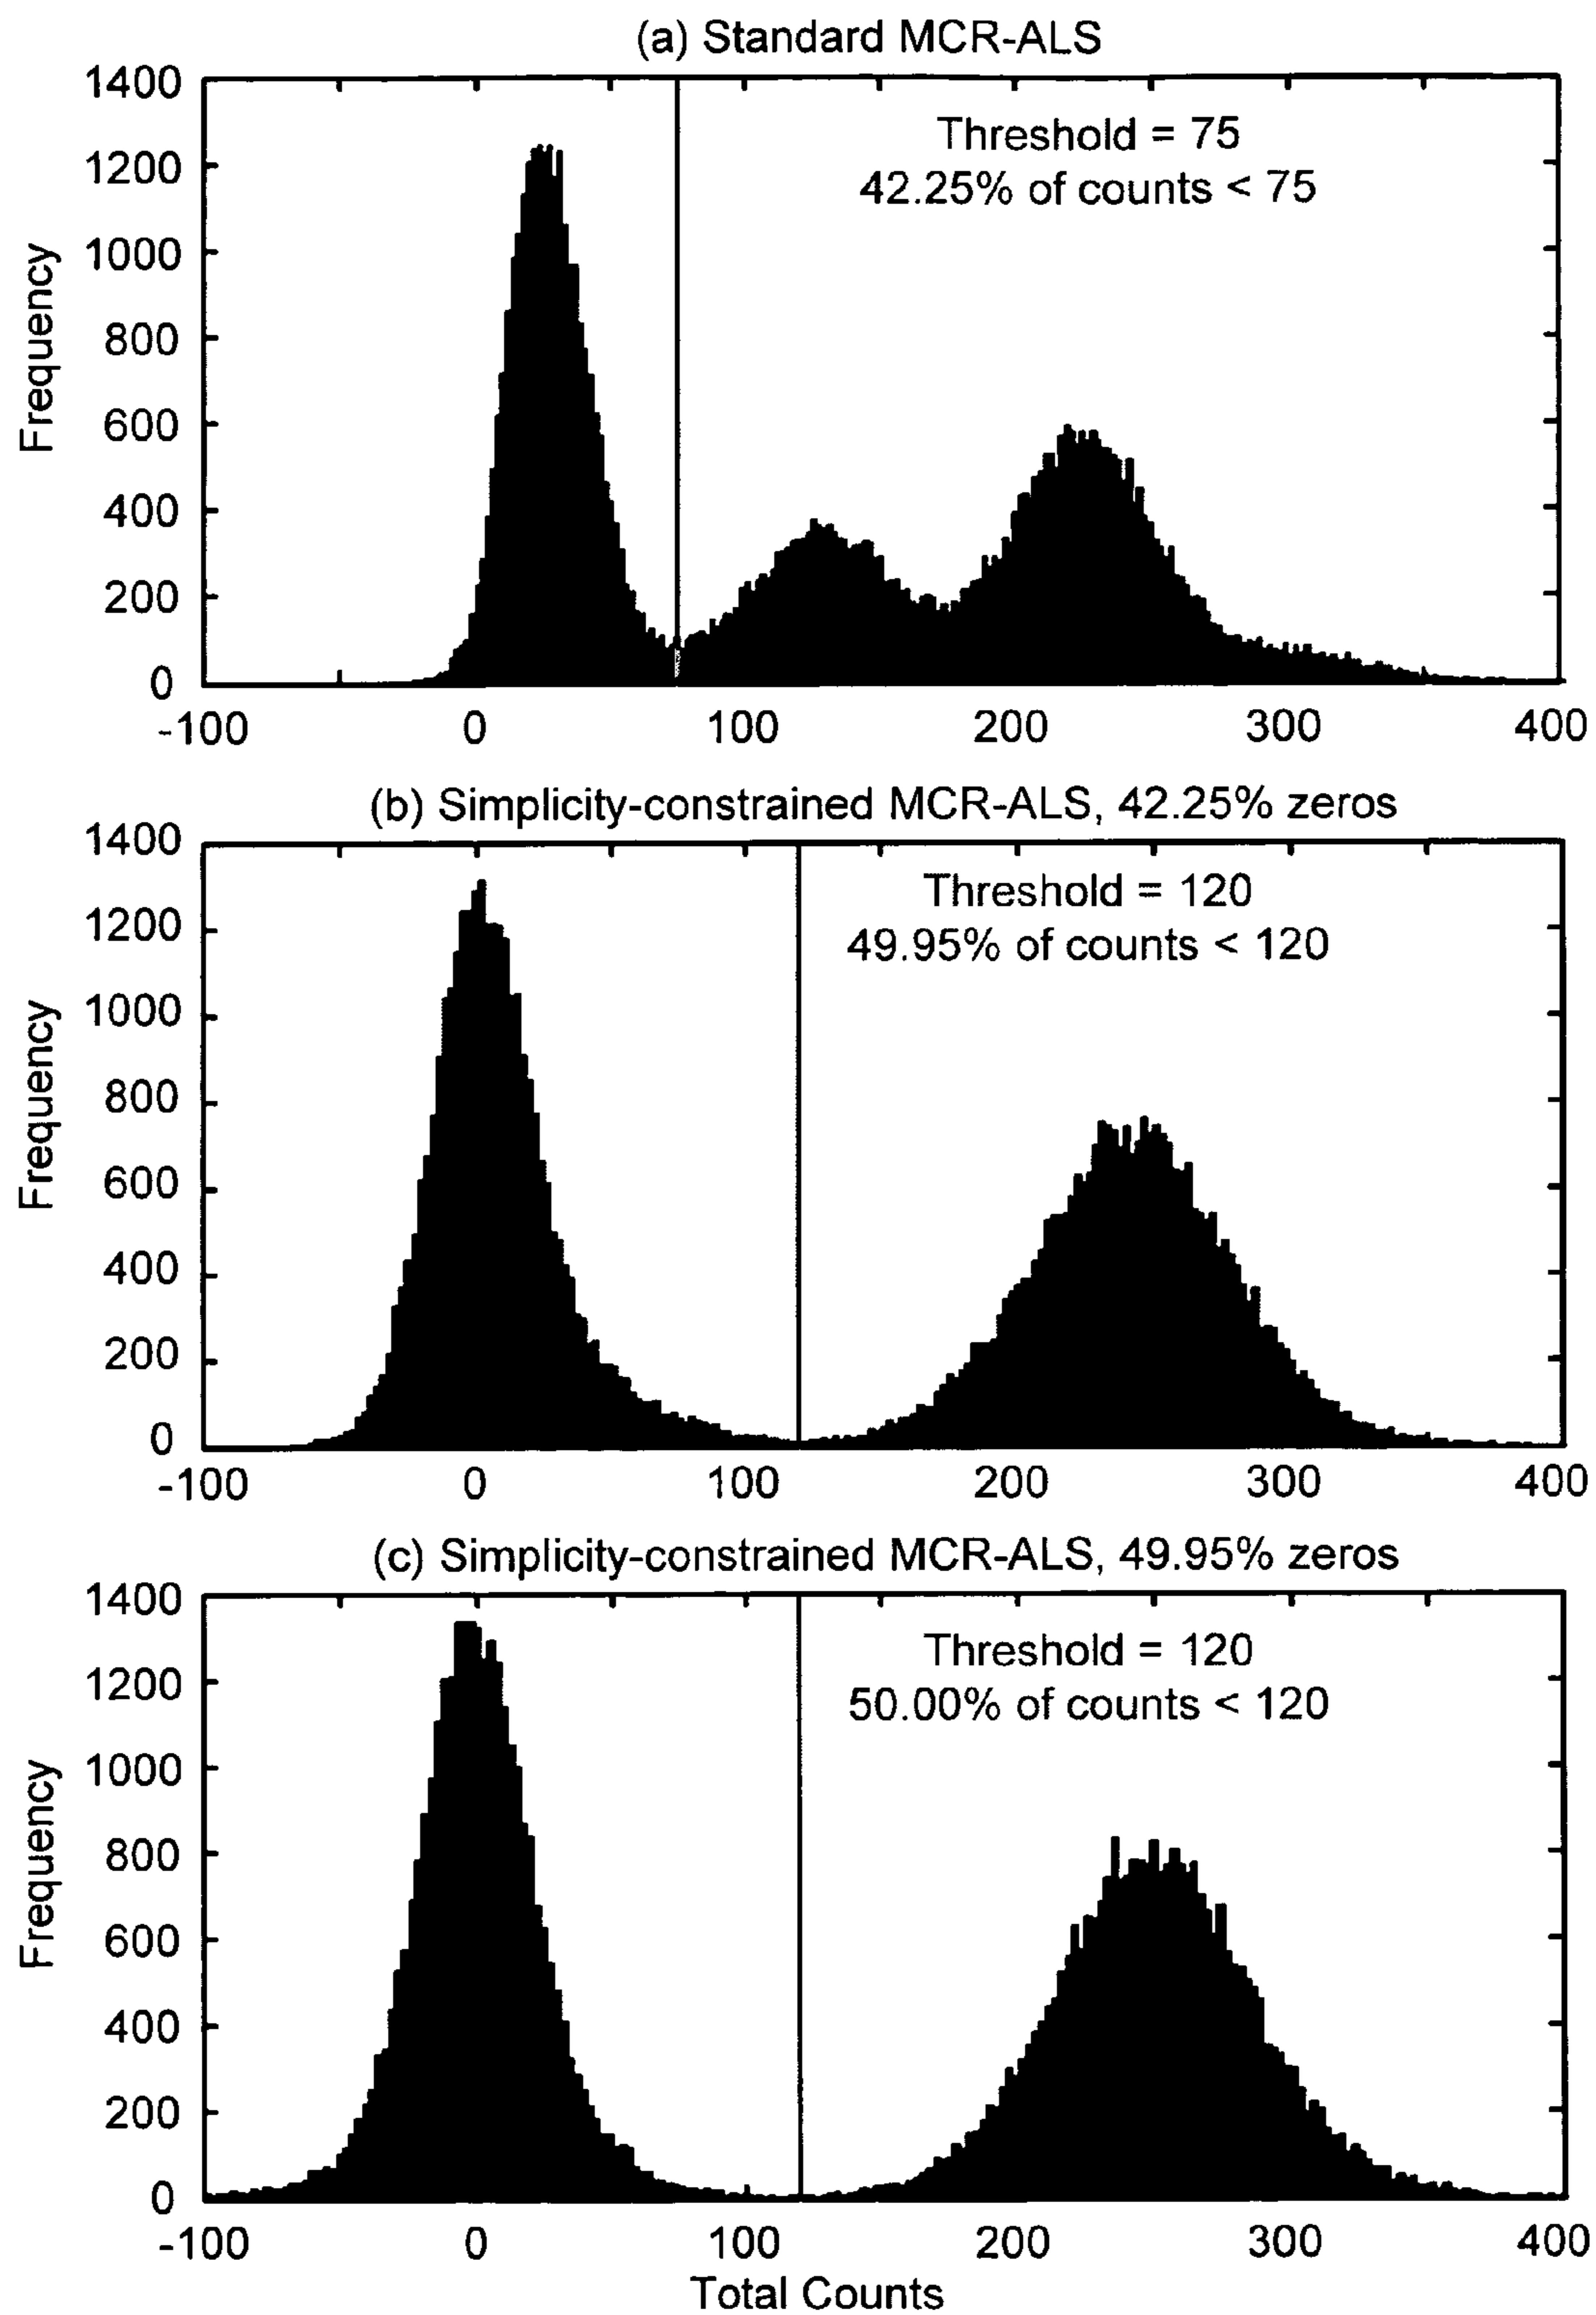 (a) Standard MCR-ALS
1400
1200
1000
800
600
400
200
0
Frequency
Threshold = 75
42.25% of counts < 75
-100 0 100 200 300 400
(b) Simplicity-constrained MCR-ALS, 42.25% zeros
1400
1200
1000
800
600
400
200
0
Frequency
Threshold = 120
49.95% of counts < 120
-100 0 100 200 300 400
(c) Simplicity-constrained MCR-ALS, 49.95% zeros
1400
1200
1000
800
600
400
200
0
Frequency
Threshold = 120
50.00% of counts < 120
-100 0 100 200 300 400
Total Counts